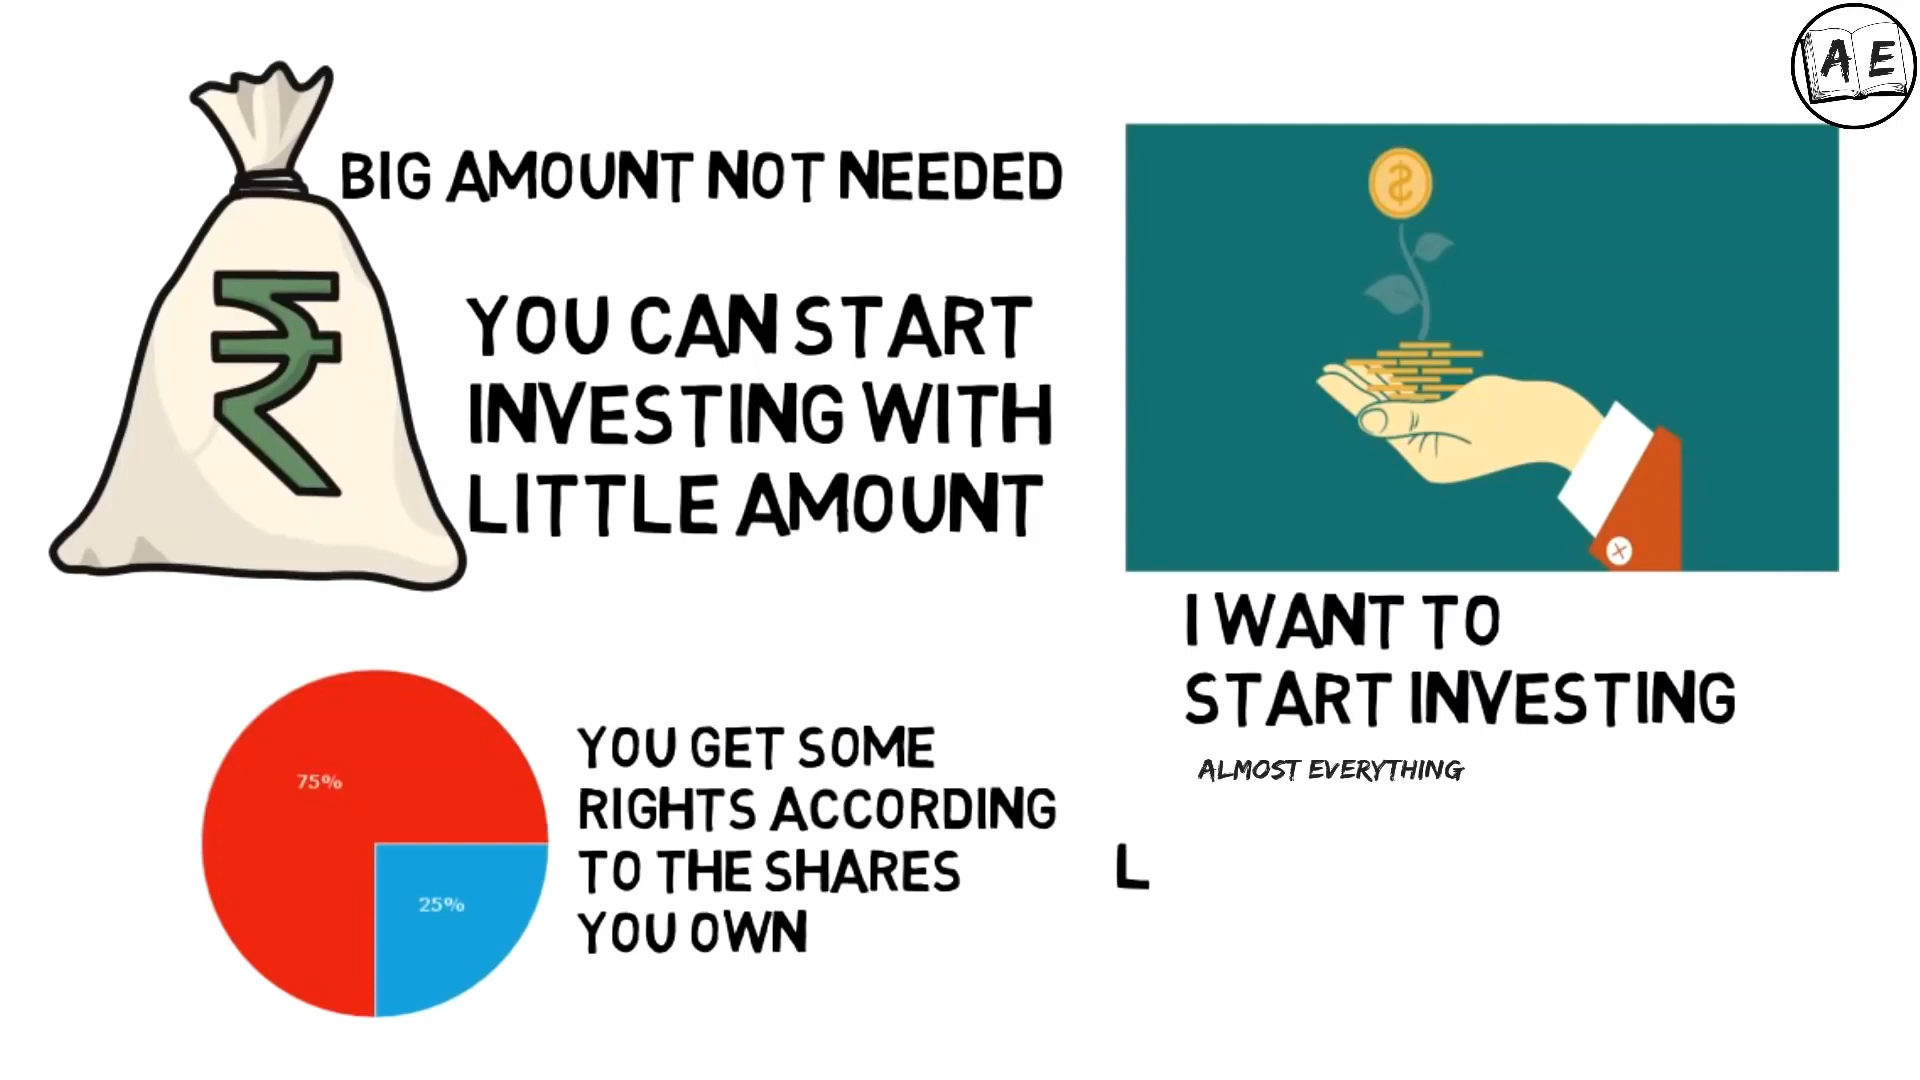 A E
BIG AMOUNT NOT NEEDED
YOU CAN START
INVESTING WITH
LITTLE AMOUNT
₹
I WANT TO
START INVESTING
ALMOST EVERYTHING
75%
25%
YOU GET SOME
RIGHTS ACCORDING
TO THE SHARES
YOU OWN
L